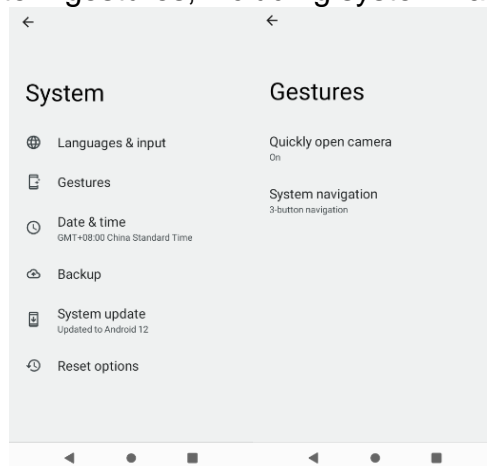 System
Languages & input
Gestures
Date & time
GMT+08:00 China Standard Time
Backup
System update
Updated to Android 12
Reset options
Gestures
Quickly open camera
On
System navigation
3-button navigation